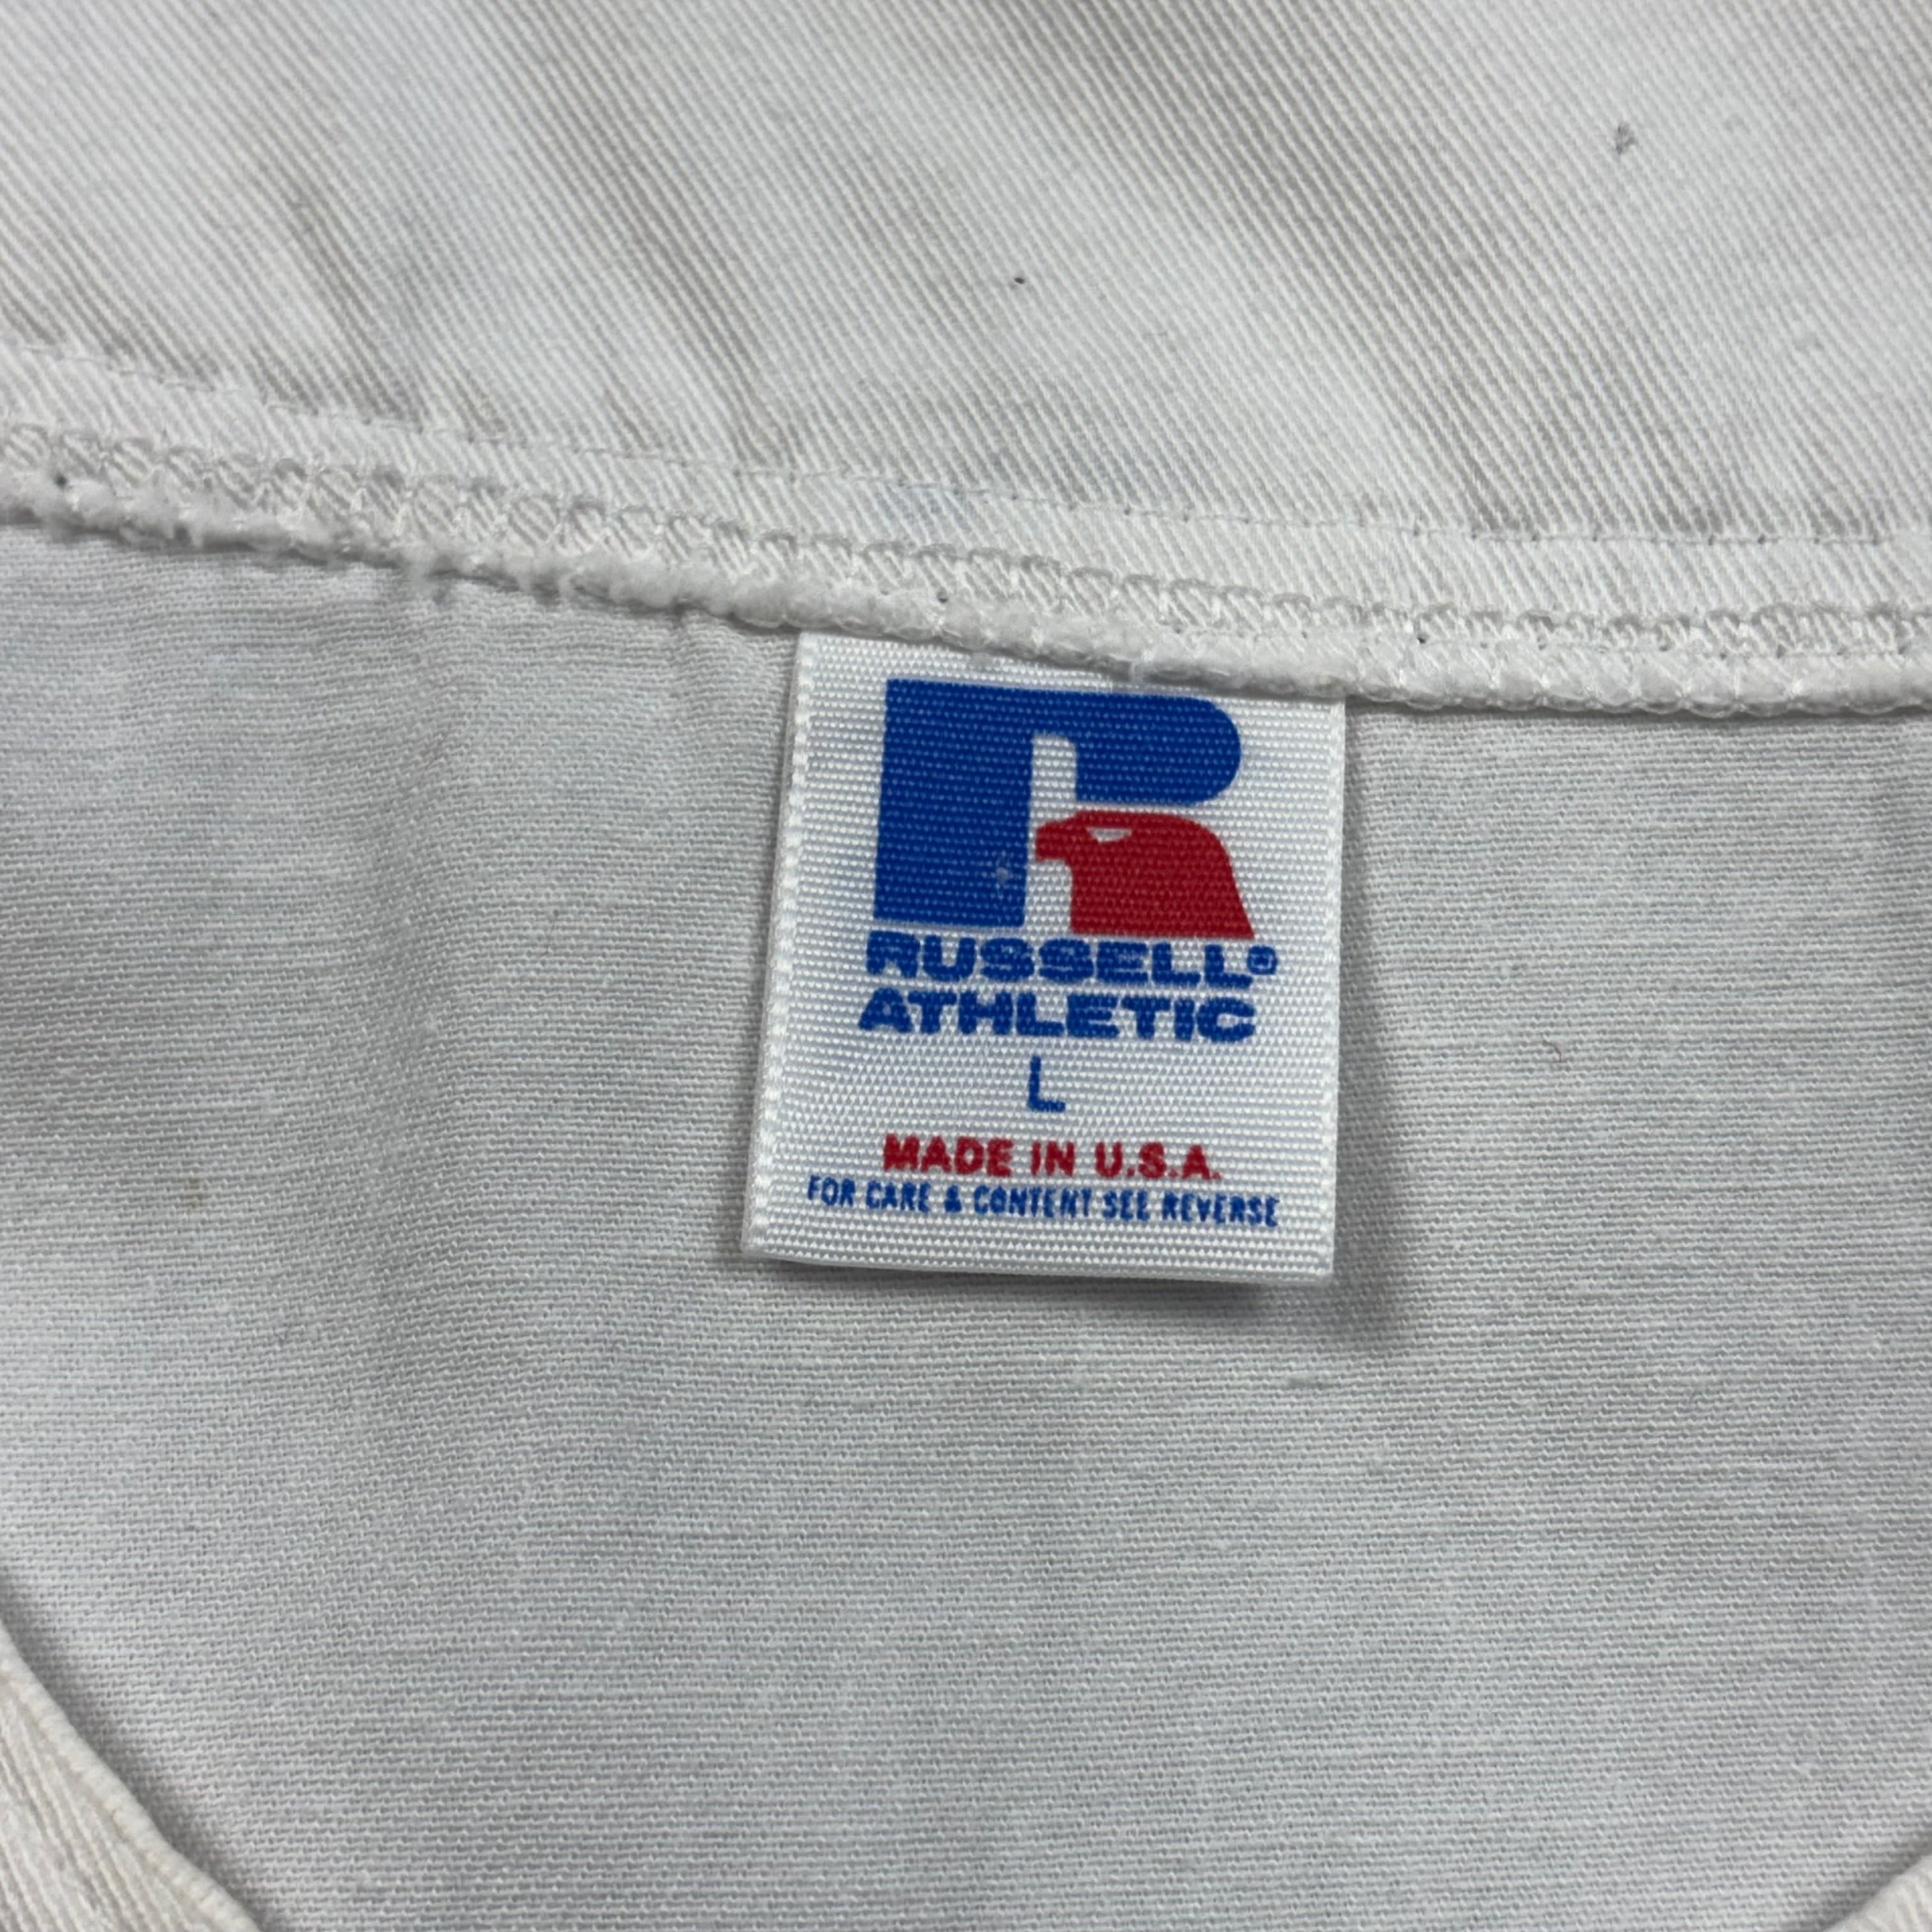 RUSSELL®
ATHLETIC
L
MADE IN U.S.A.
FOR CARE & CONTENT SEE REVERSE